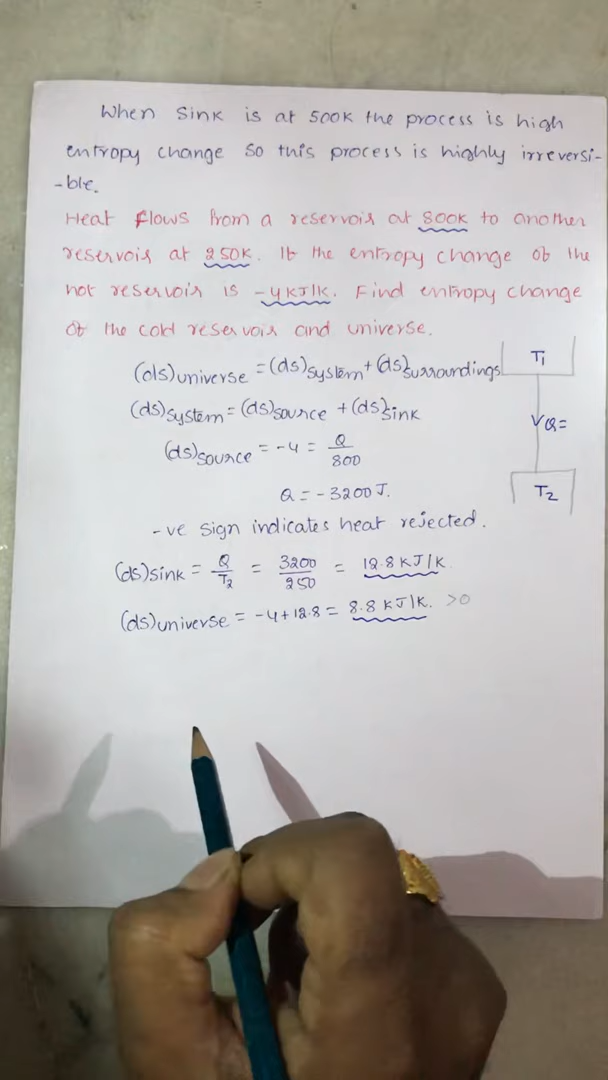 When Sink is at 500K the process is high
entropy change so this process is highly irreversi-
-ble.
Heat flows from a reservoir at 800K to another
reservoir at 250K. If the entropy change of the
hot reservoir is -4KJ/K. Find entropy change
of the cold reservoir and universe.
(ds)universe = (ds)system + (ds)surroundings
T1
(ds)system = (ds)source + (ds)sink
VQ=
(ds)source = -4 = Q/800
Q = -3200J.
T2
-ve sign indicates heat rejected.
(ds)sink = Q/T2 = 3200/250 = 12.8 KJ/K
(ds)universe = -4+12.8 = 8.8 KJ/K. >0